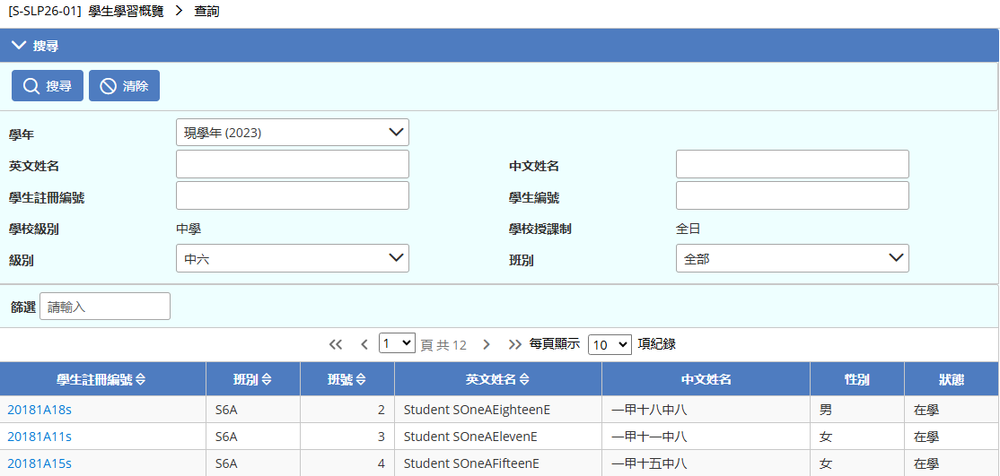 [S-SLP26-01] 學生學習概覽 > 查詢
搜尋
搜尋 清除
學年 現學年 (2023)
英文姓名 中文姓名
學生註冊編號 學生編號
學校級別 中學 學校授課制 全日
級別 中六 班別 全部
篩選 請輸入
1 頁 共 12 每頁顯示 10 項紀錄
學生註冊編號 班別 班號 英文姓名 中文姓名 性別 狀態
20181A18s S6A 2 Student SOneAEighteenE 一甲十八中八 男 在學
20181A11s S6A 3 Student SOneAElevenE 一甲十一中八 女 在學
20181A15s S6A 4 Student SOneAFifteenE 一甲十五中八 女 在學